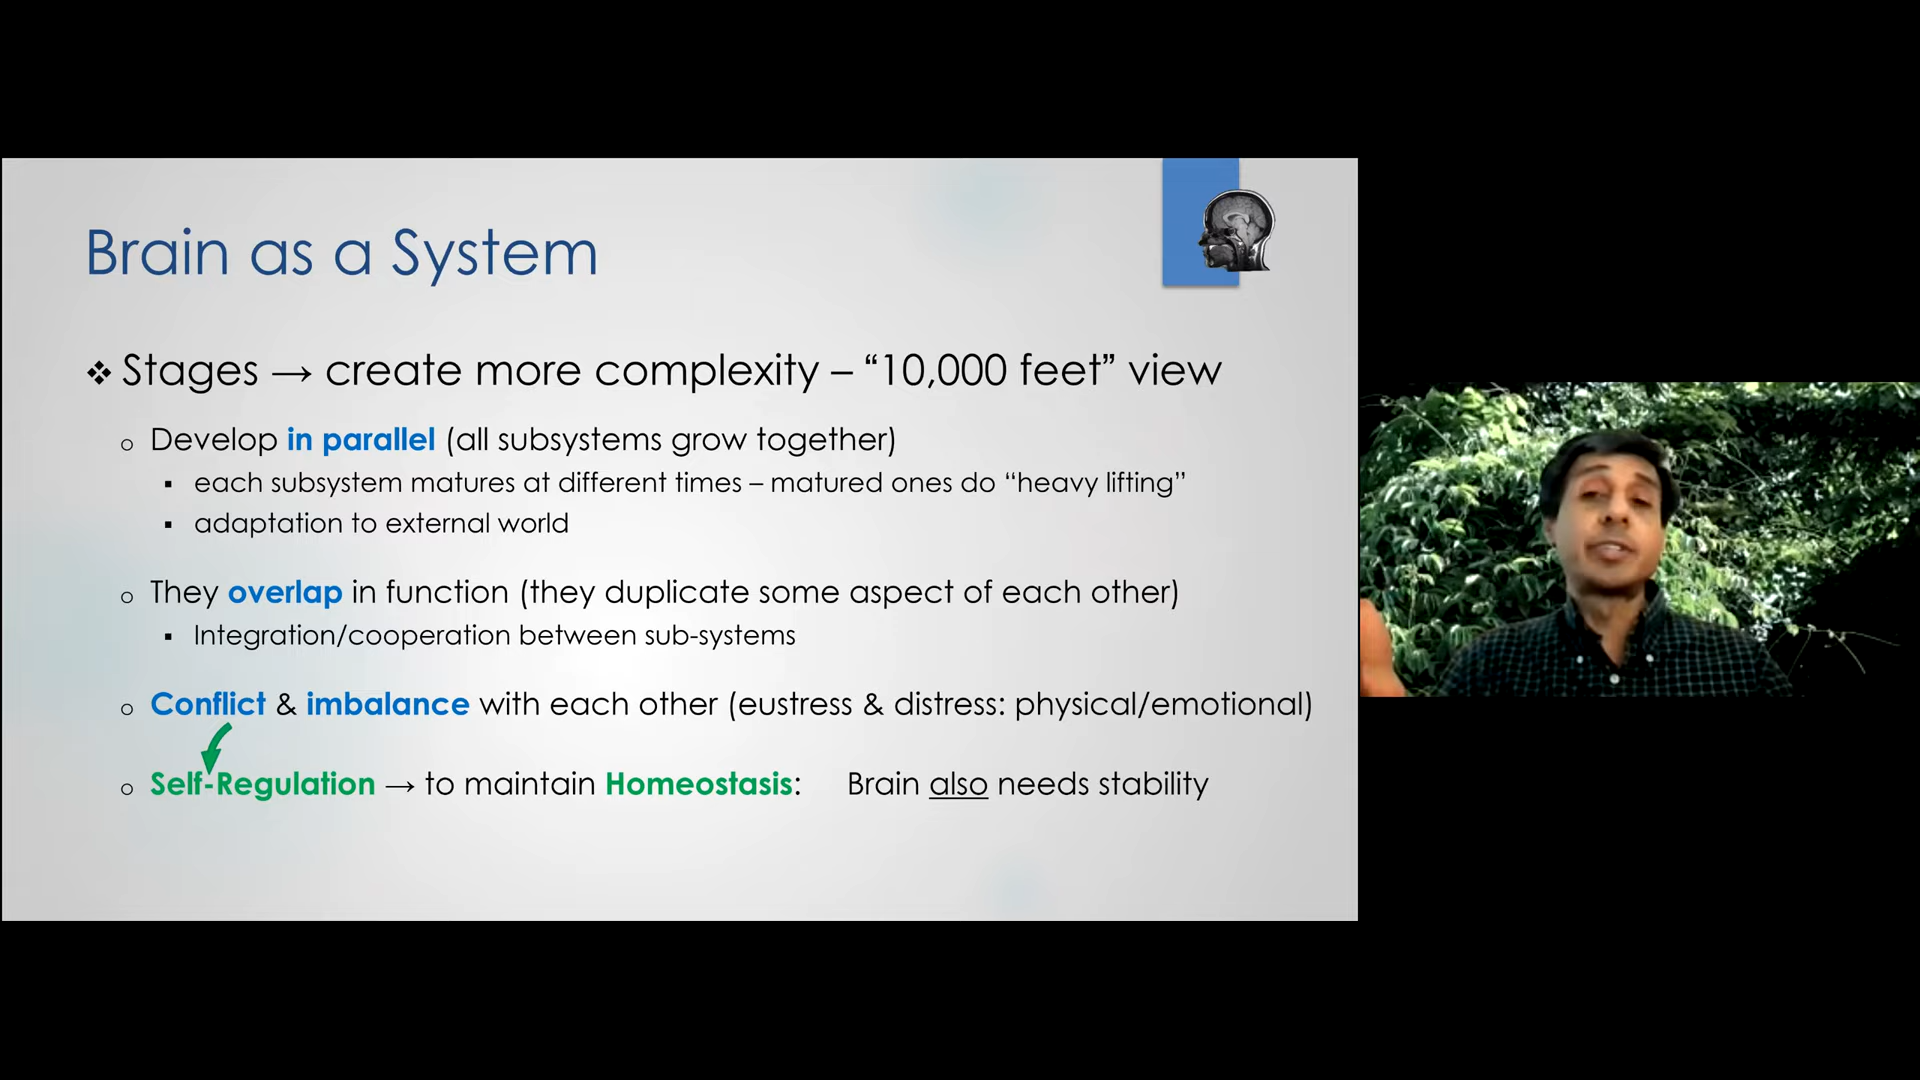 Brain as a System
❖ Stages → create more complexity – “10,000 feet” view
o Develop in parallel (all subsystems grow together)
▪ each subsystem matures at different times – matured ones do “heavy lifting”
▪ adaptation to external world
o They overlap in function (they duplicate some aspect of each other)
▪ Integration/cooperation between sub-systems
o Conflict & imbalance with each other (eustress & distress: physical/emotional)
o Self-Regulation → to maintain Homeostasis: Brain also needs stability